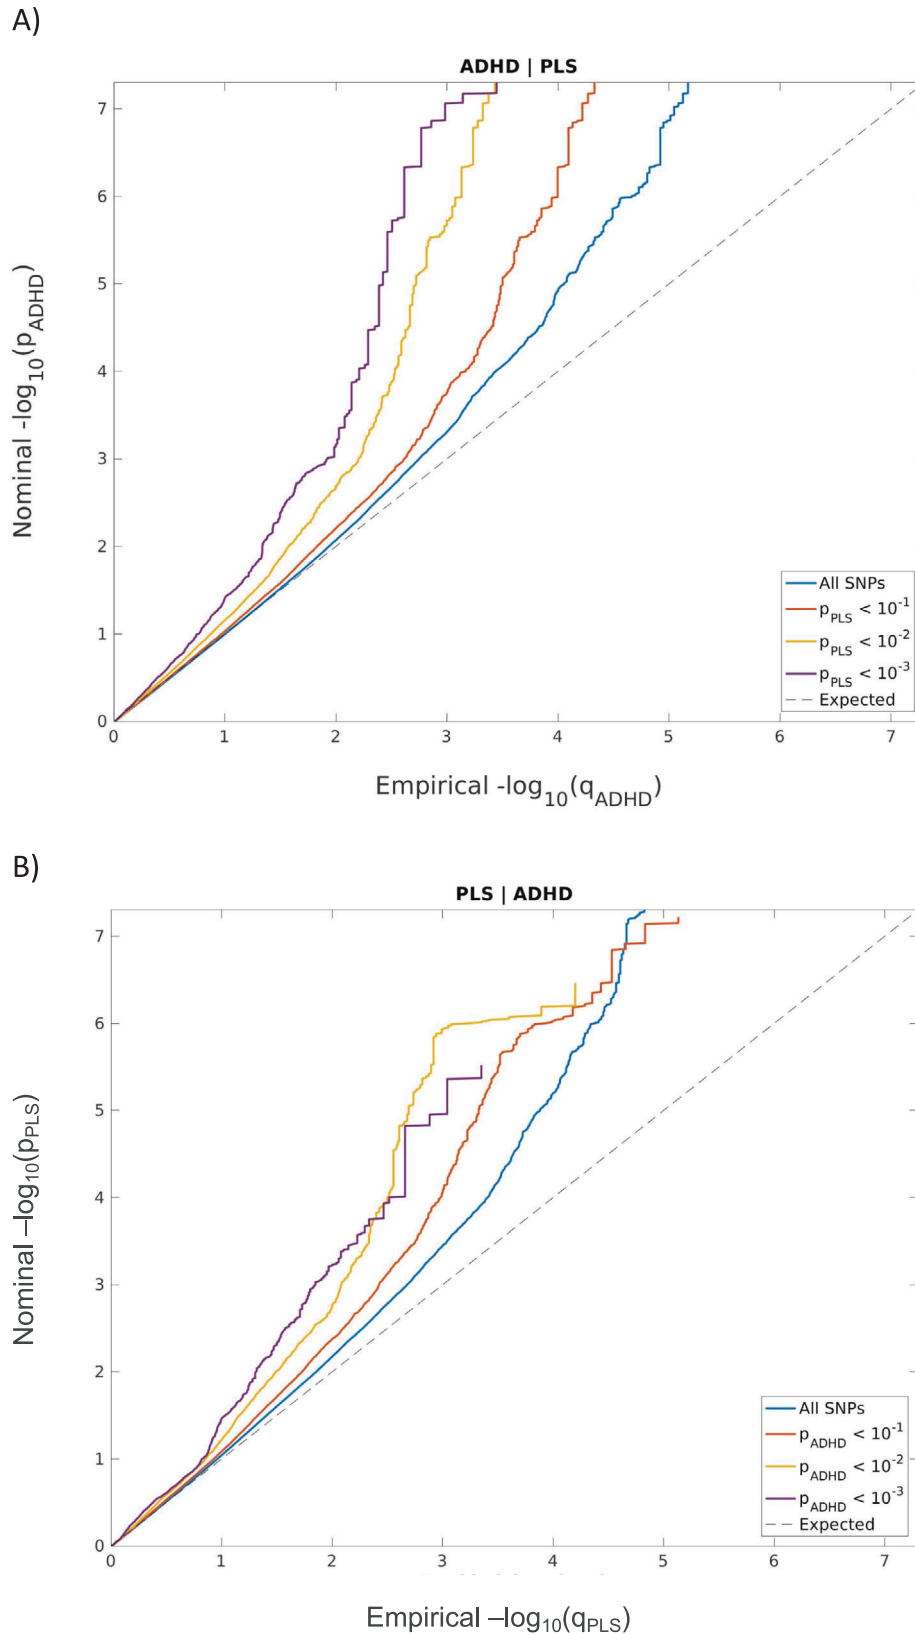 A)
ADHD | PLS
7
6
5
4
3
2
1
0
Nominal -log10(pADHD)
All SNPs
pPLS < 10-1
pPLS < 10-2
pPLS < 10-3
Expected
0 1 2 3 4 5 6 7
Empirical -log10(qADHD)
B)
PLS | ADHD
7
6
5
4
3
2
1
0
Nominal –log10(pPLS)
All SNPs
pADHD < 10-1
pADHD < 10-2
pADHD < 10-3
Expected
0 1 2 3 4 5 6 7
Empirical –log10(qPLS)